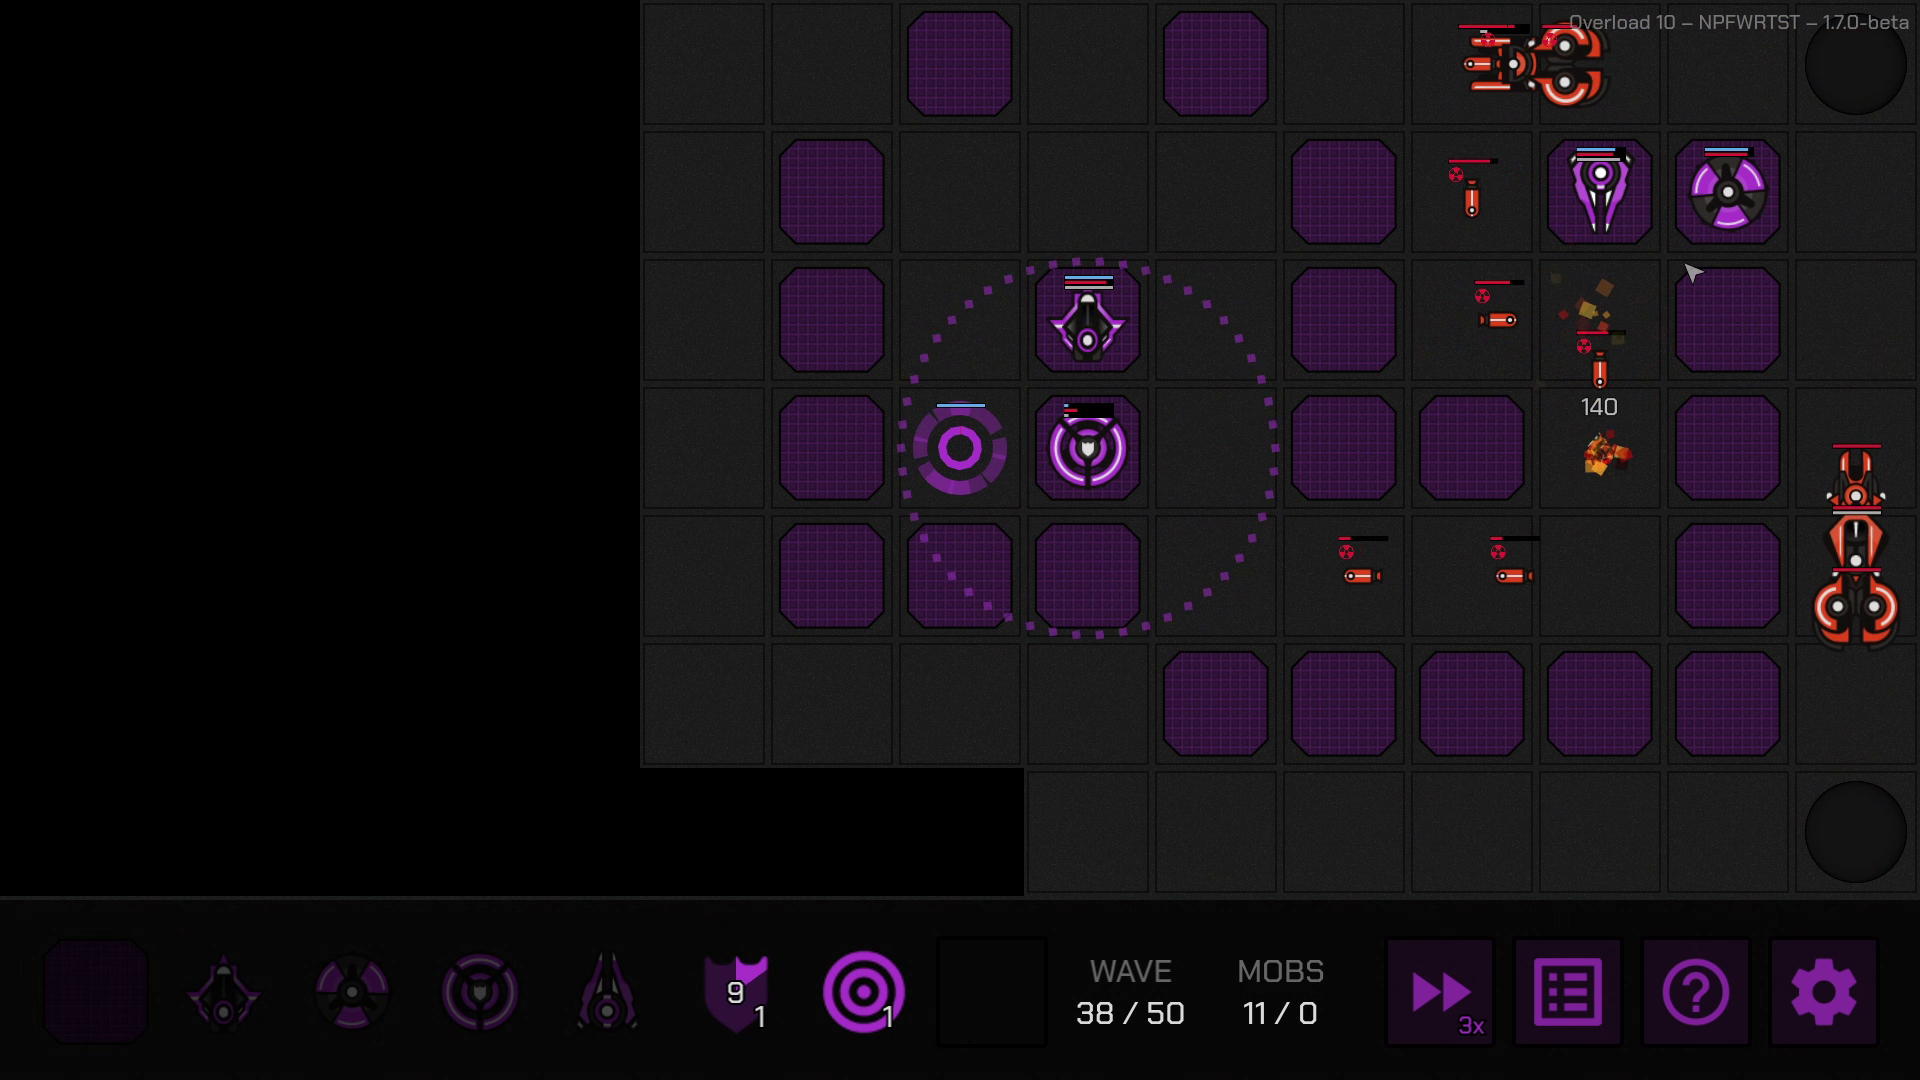 Overload 10 – NPFWRTST – 1.7.0-beta
140
9
1
1
WAVE
38 / 50
MOBS
11 / 0
3x